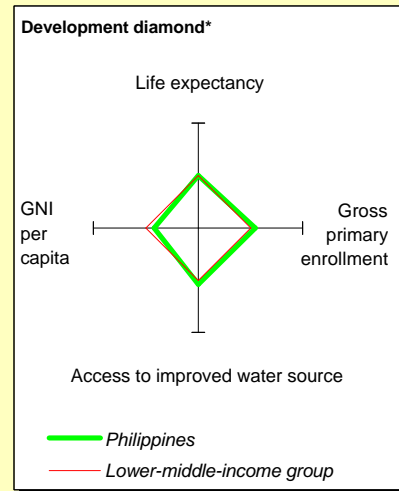 Development diamond*
Life expectancy
GNI
per
capita
Gross
primary
enrollment
Access to improved water source
Philippines
Lower-middle-income group